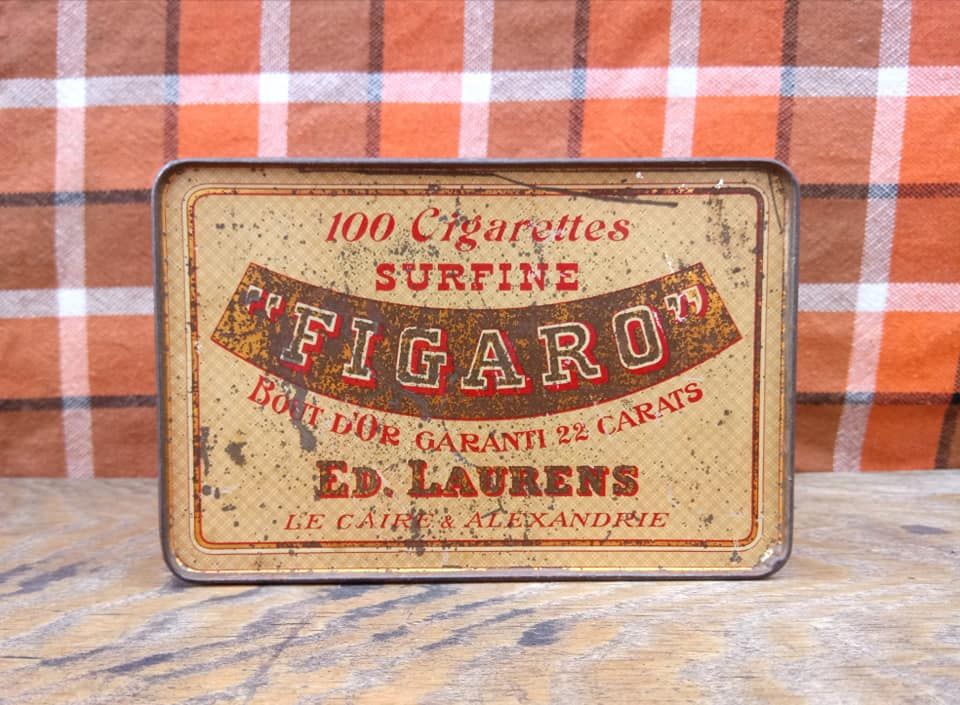 100 Cigarettes
SURFINE
"FIGARO"
BOUT D'OR GARANTI 22 CARATS
ED. LAURENS
LE CAIRE & ALEXANDRIE